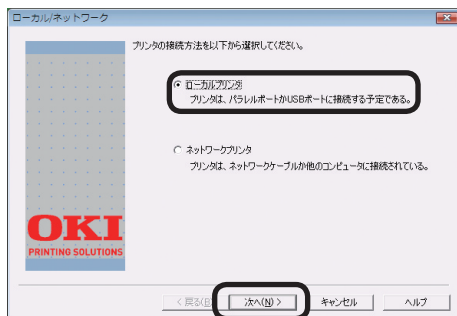 ローカル/ネットワーク
プリンタの接続方法を以下から選択してください。
ローカルプリンタ
プリンタは、パラレルポートかUSBポートに接続する予定である。
ネットワークプリンタ
プリンタは、ネットワークケーブルか他のコンピュータに接続されている。
OKI
PRINTING SOLUTIONS
< 戻る(B) 次へ(N) > キャンセル ヘルプ